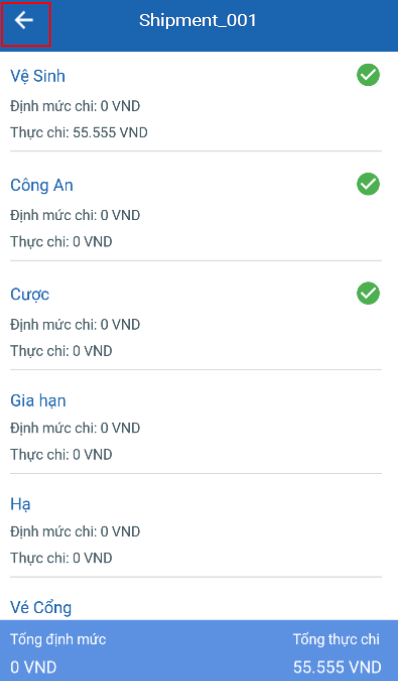 Shipment_001
Vệ Sinh
Định mức chi: 0 VND
Thực chi: 55.555 VND
Công An
Định mức chi: 0 VND
Thực chi: 0 VND
Cược
Định mức chi: 0 VND
Thực chi: 0 VND
Gia hạn
Định mức chi: 0 VND
Thực chi: 0 VND
Hạ
Định mức chi: 0 VND
Thực chi: 0 VND
Vé Cổng
Tổng định mức
Tổng thực chi
0 VND
55.555 VND